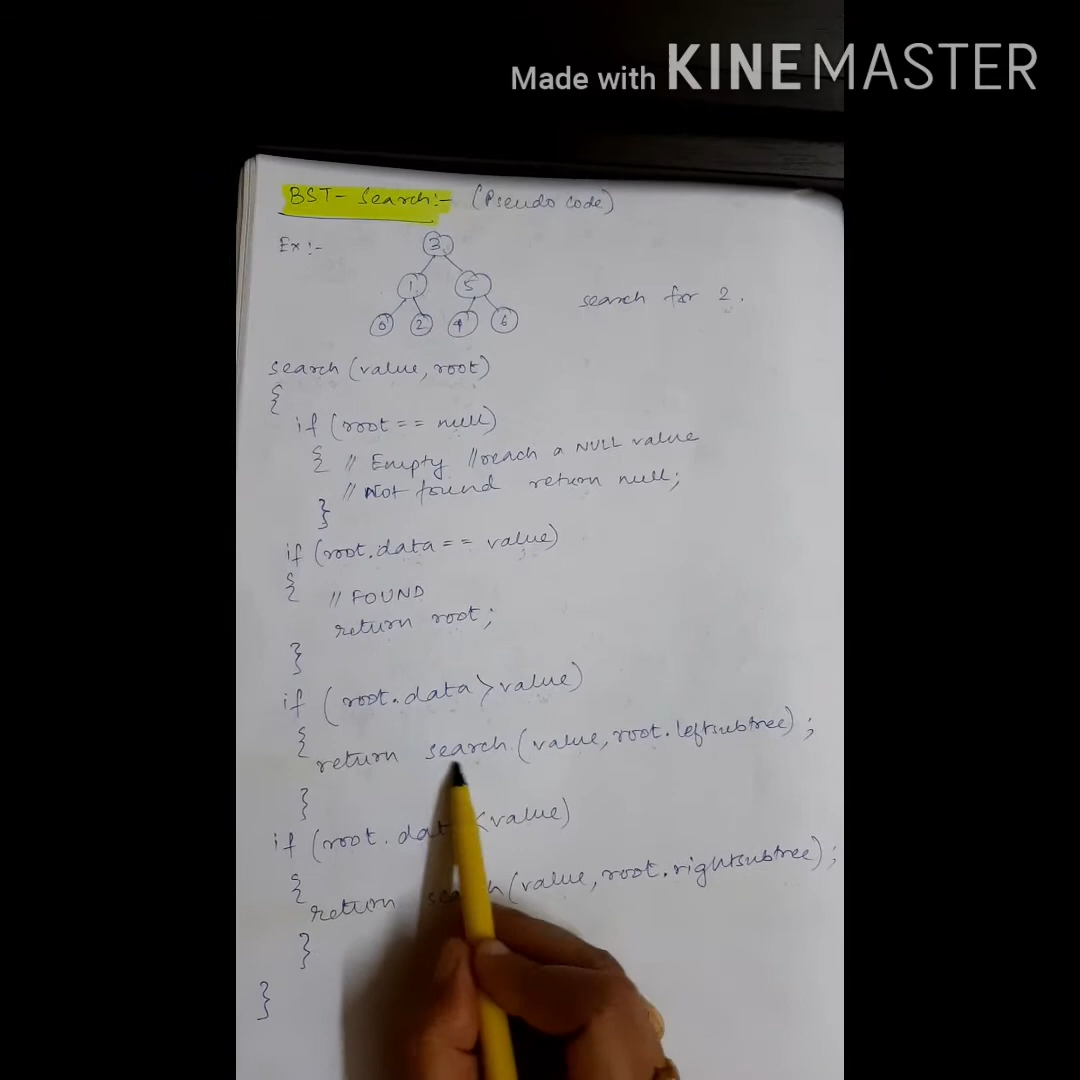 Made with KINEMASTER
BST - Search:- (Pseudo code)
Ex:-
3
1 5
search for 2.
0 2 4 6
search (value, root)
{
if (root == null)
{ // Empty // reach a NULL value
// Not found return null;
}
if (root.data == value)
{ // FOUND
return root;
}
if (root.data > value)
{
return search (value, root.leftsubtree);
}
if (root. < value)
{
return (value, root.rightsubtree);
}
}